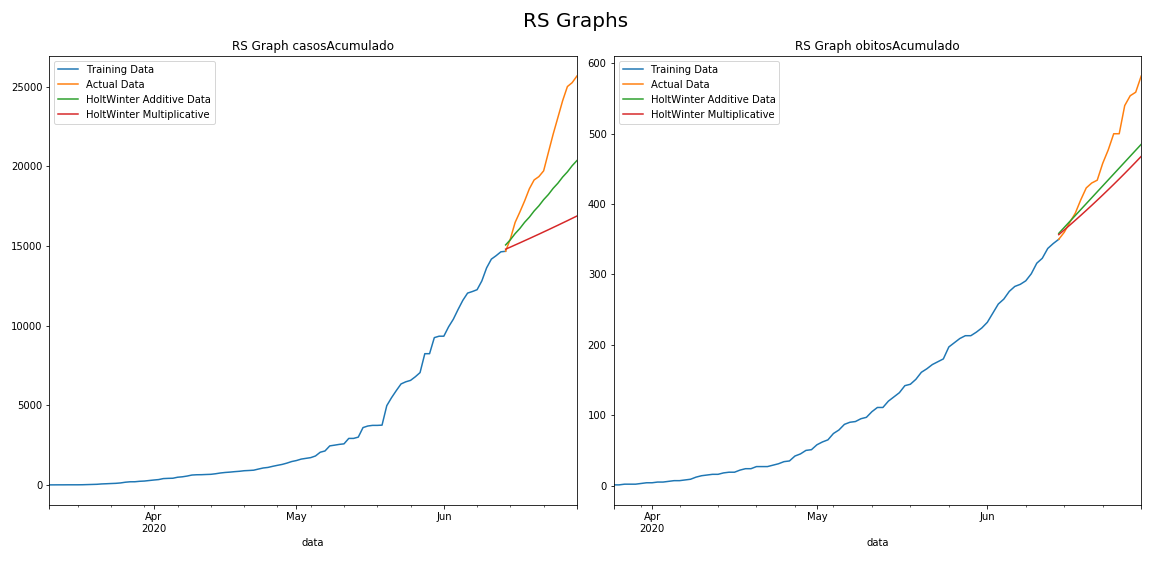 RS Graphs
RS Graph casosAcumulado
Training Data
Actual Data
HoltWinter Additive Data
HoltWinter Multiplicative
25000
20000
15000
10000
5000
0
Apr
2020
May
Jun
data
RS Graph obitosAcumulado
Training Data
Actual Data
HoltWinter Additive Data
HoltWinter Multiplicative
600
500
400
300
200
100
0
Apr
2020
May
Jun
data